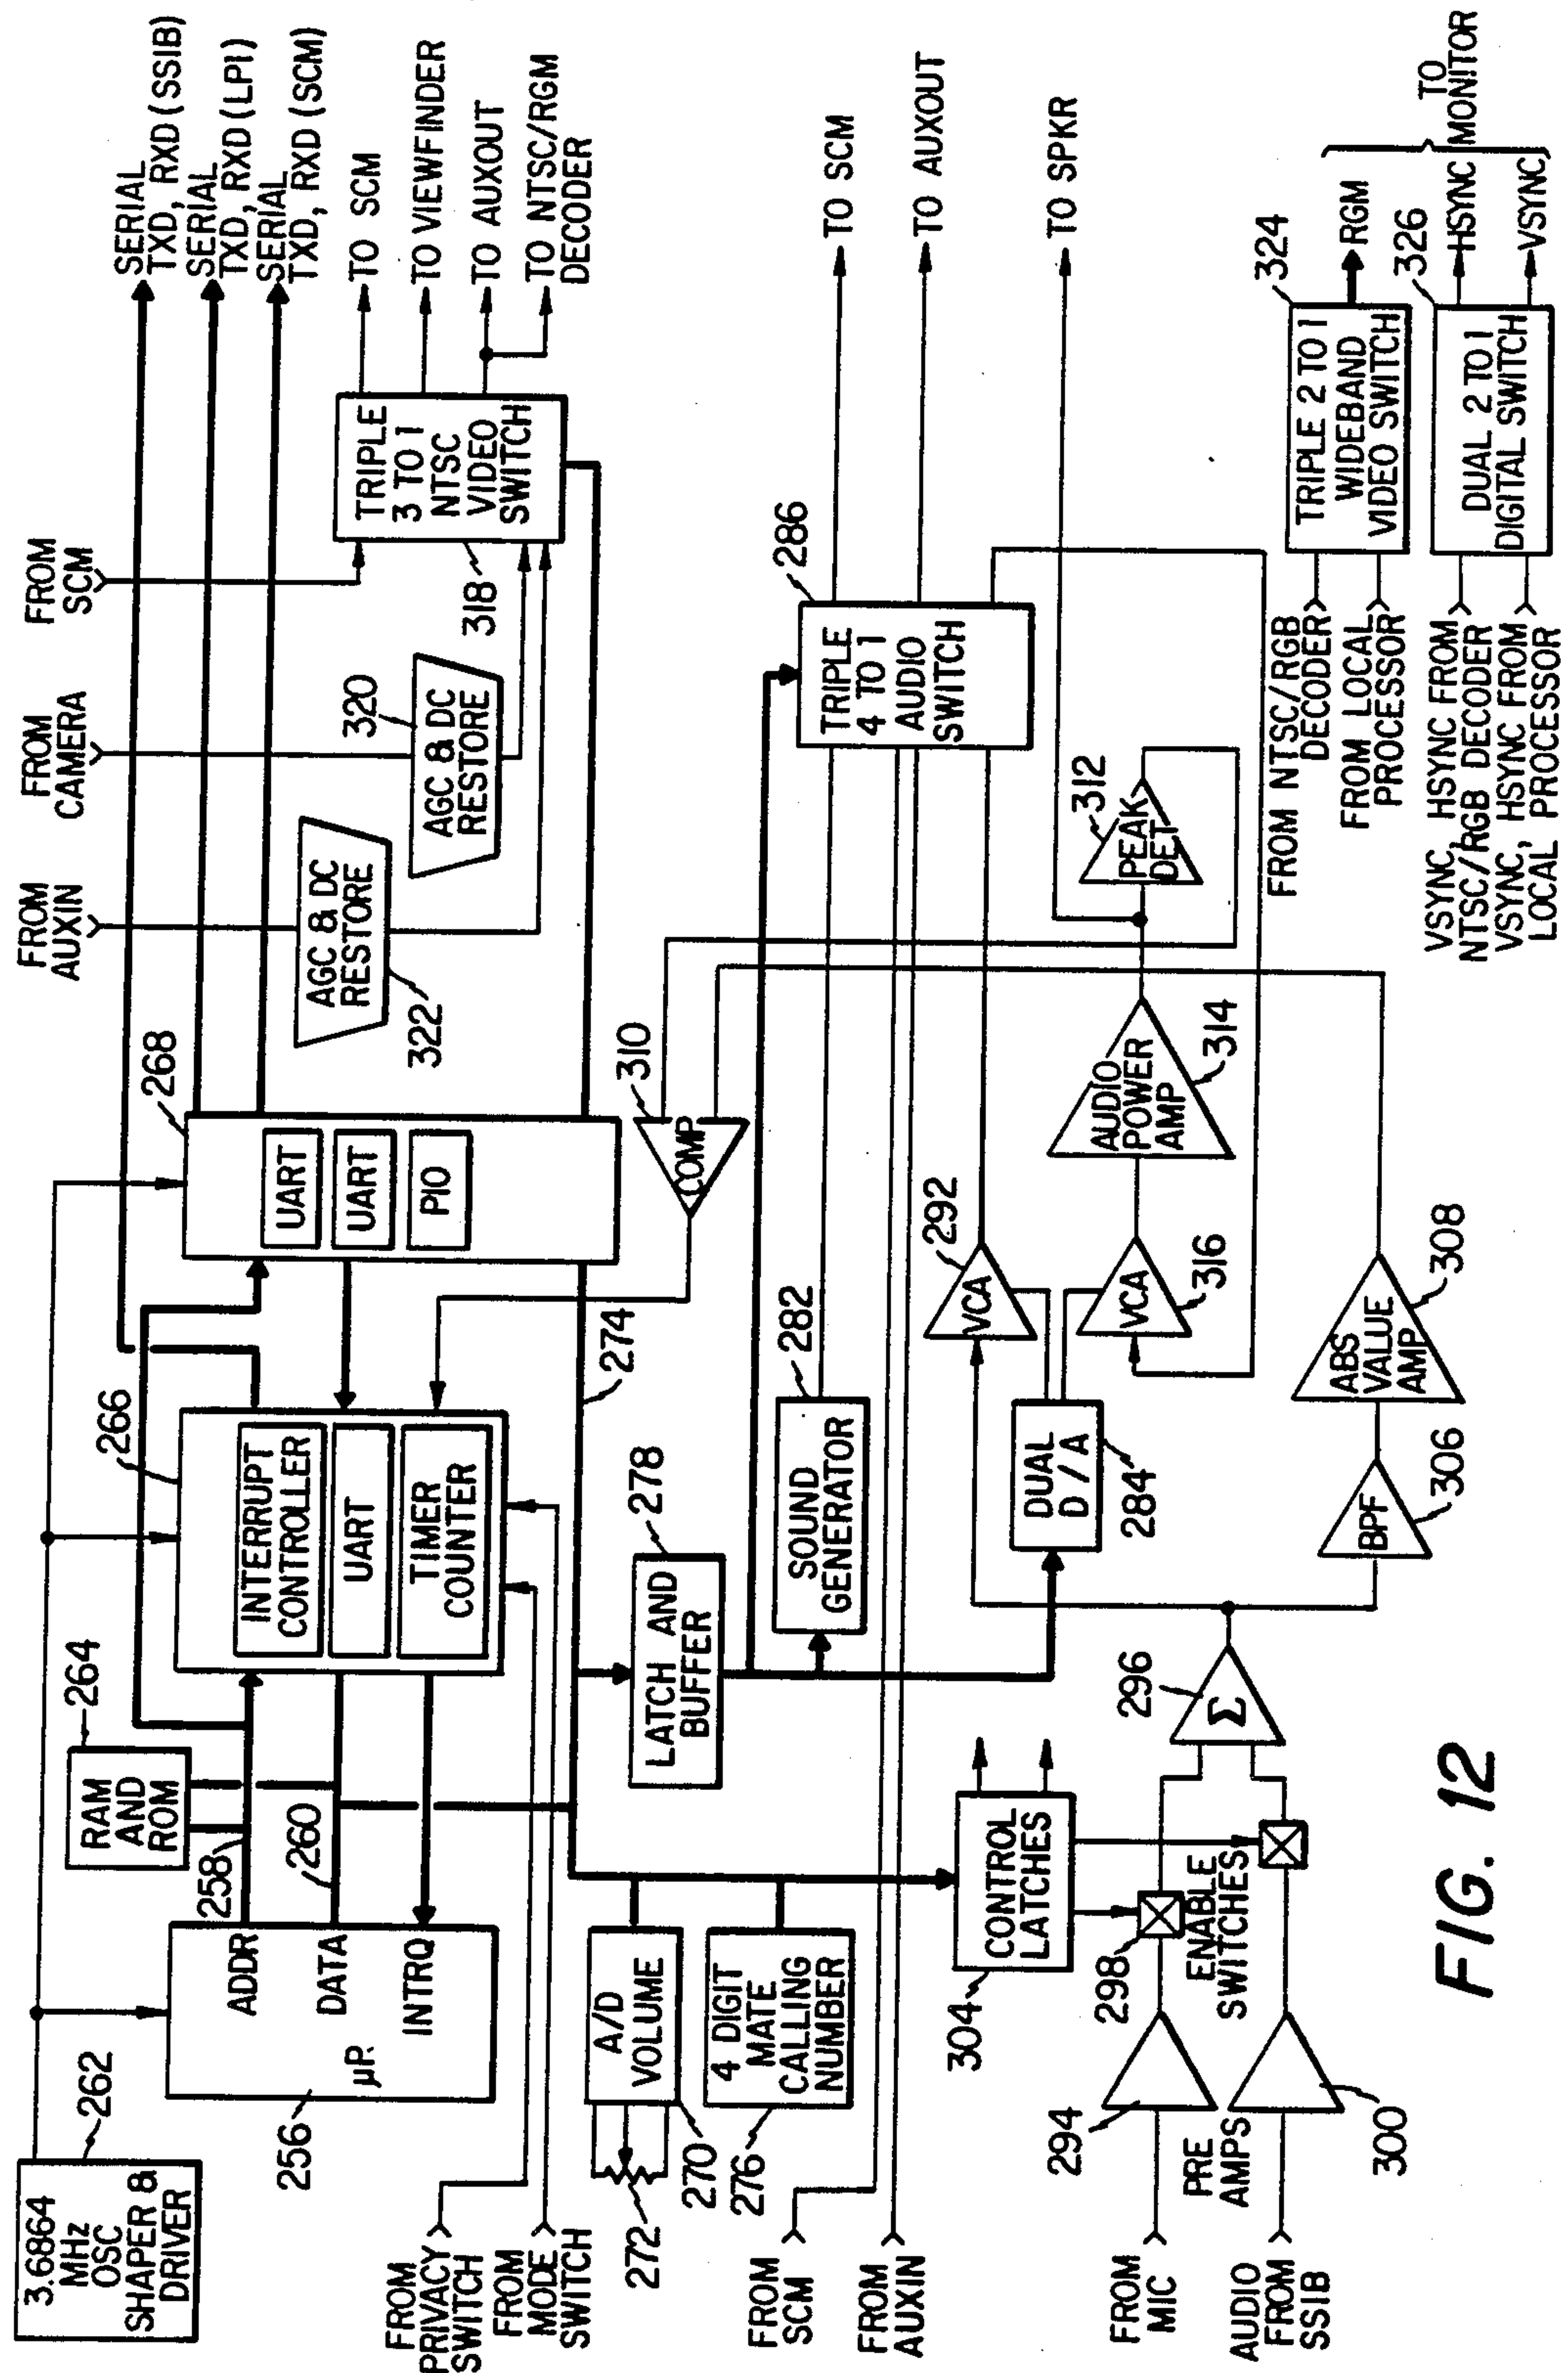 3.6864
MHz
OSC
SHAPER &
DRIVER
262
256
μP.
ADDR
DATA
INTRQ
258
260
RAM AND
AND
ROM
264
266
INTERRUPT
CONTROLLER
UART
TIMER
COUNTER
268
UART
UART
PIO
FROM
AUXIN
FROM
CAMERA
FROM
SCM
AGC & DC
RESTORE
322
AGC & DC
RESTORE
320
TRIPLE
3 TO 1
NTSC
VIDEO
SWITCH
318
SERIAL
TXD, RXD (SSIB)
SERIAL
TXD, RXD (LPI)
SERIAL
TXD, RXD (SCM)
TO SCM
TO VIEWFINDER
TO AUXOUT
TO NTSC/RGM
DECODER
FROM
PRIVACY
SWITCH
FROM
MODE
SWITCH
272
A/D
VOLUME
270
4 DIGIT
MATE
CALLING
NUMBER
276
274
LATCH AND
BUFFER
278
COMP
310
SOUND
GENERATOR
282
DUAL
D/A
284
TRIPLE
4 TO 1
AUDIO
SWITCH
286
TO SCM
TO AUXOUT
TO SPKR
FROM
SCM
FROM
AUXIN
CONTROL
LATCHES
304
VCA
292
VCA
316
AUDIO
POWER
AMP
314
PEAK
DET
312
FROM
MIC
AUDIO
FROM
SSIB
PRE
AMPS
294
300
298
ENABLE
SWITCHES
Σ
296
BPF
306
ABS
VALUE
AMP
308
FROM NTSC/RGB
DECODER
FROM LOCAL
PROCESSOR
TRIPLE 2 TO 1
WIDEBAND
VIDEO SWITCH
324
RGM
VSYNC, HSYNC FROM
NTSC/RGB DECODER
VSYNC, HSYNC FROM
LOCAL PROCESSOR
DUAL 2 TO 1
DIGITAL SWITCH
326
HSYNC
VSYNC
TO
MONITOR
FIG. 12